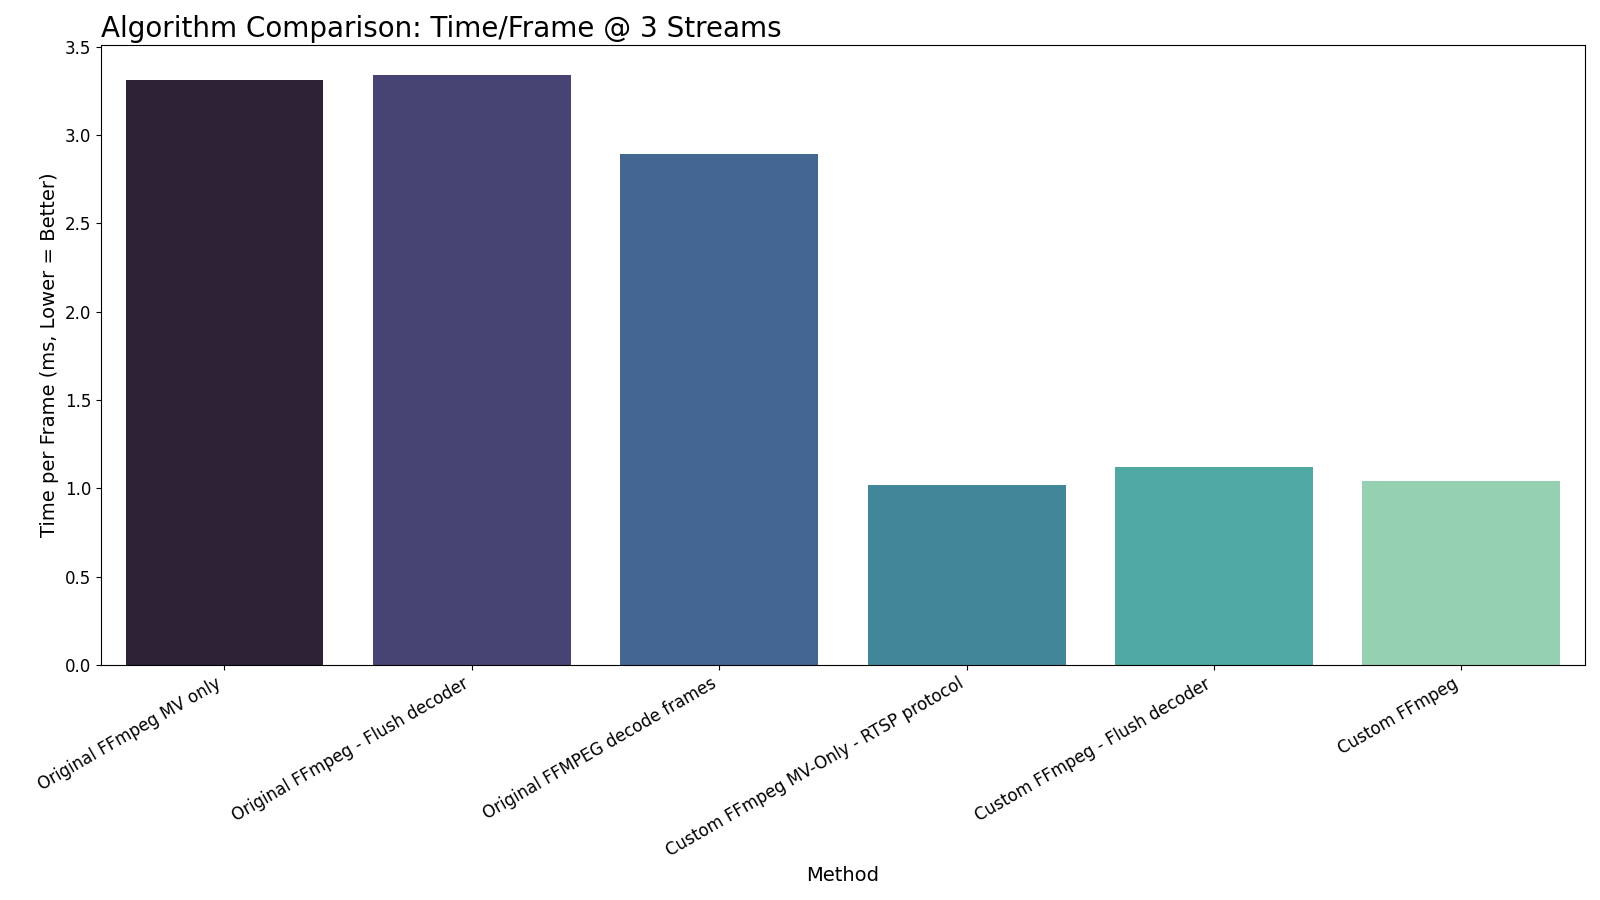 Algorithm Comparison: Time/Frame @ 3 Streams
Time per Frame (ms, Lower = Better)
3.5
3.0
2.5
2.0
1.5
1.0
0.5
0.0
Original FFmpeg MV only
Original FFmpeg - Flush decoder
Original FFMPEG decode frames
Custom FFmpeg MV-Only - RTSP protocol
Custom FFmpeg - Flush decoder
Custom FFmpeg
Method